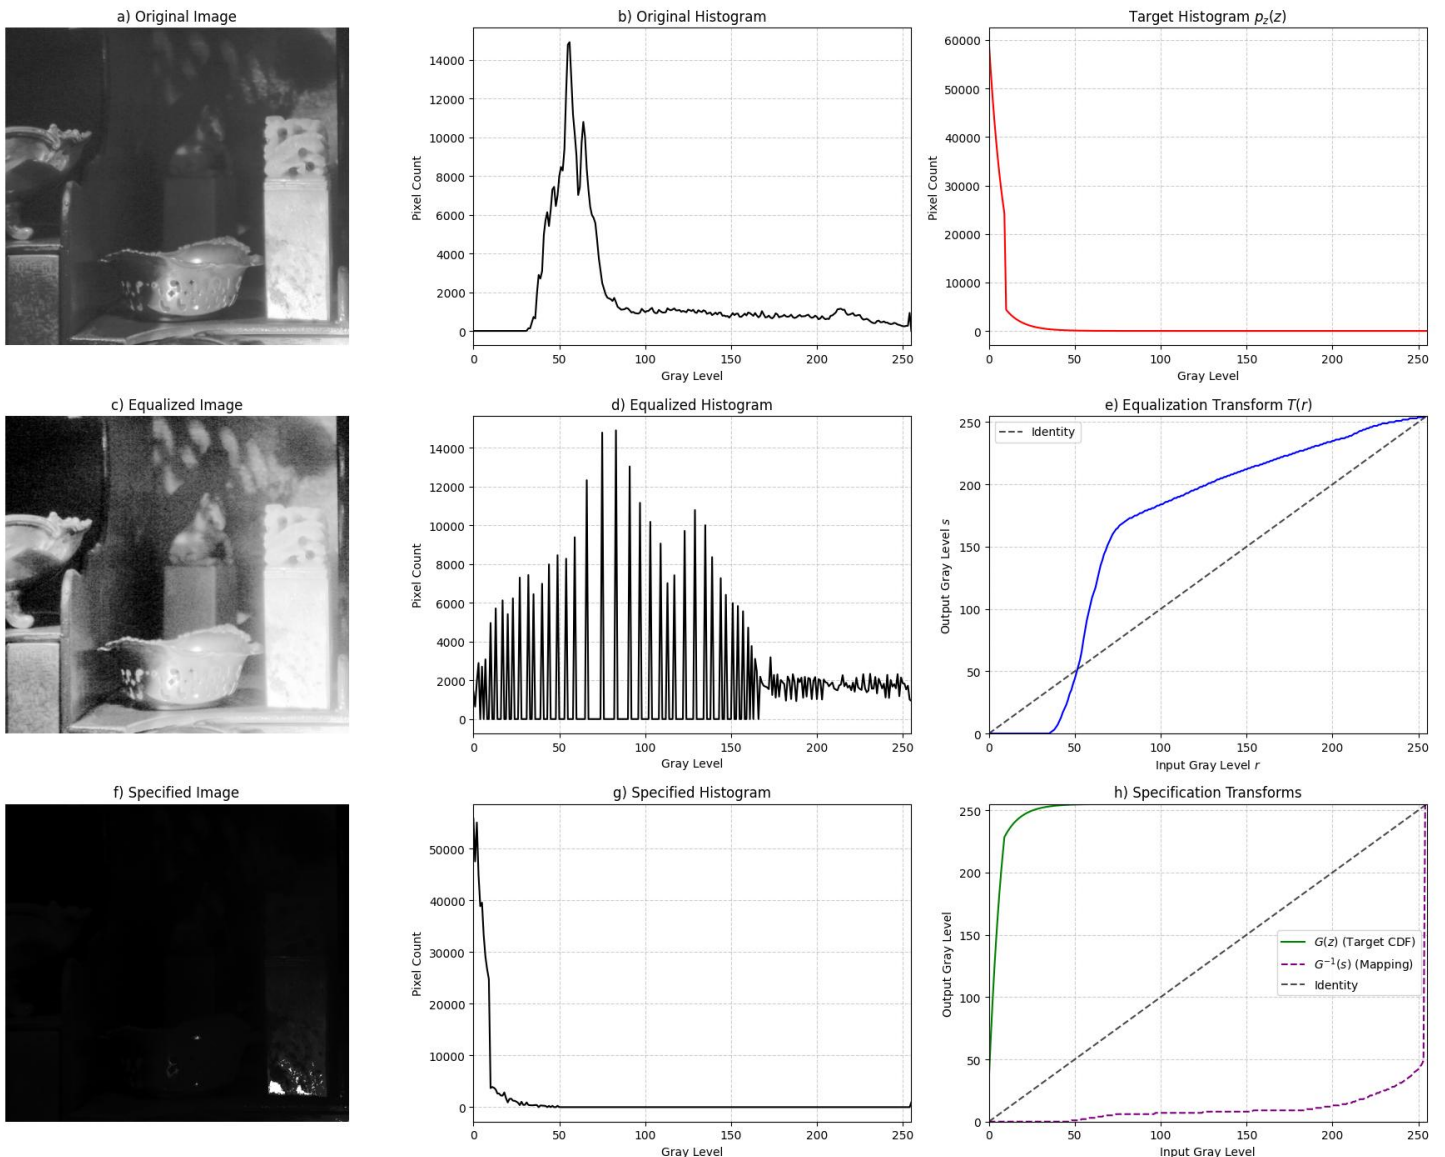 a) Original Image
b) Original Histogram
Target Histogram p_z(z)
14000
12000
10000
8000
6000
4000
2000
0
Pixel Count
0 50 100 150 200 250
Gray Level
60000
50000
40000
30000
20000
10000
0
Pixel Count
0 50 100 150 200 250
Gray Level
c) Equalized Image
d) Equalized Histogram
e) Equalization Transform T(r)
14000
12000
10000
8000
6000
4000
2000
0
Pixel Count
0 50 100 150 200 250
Gray Level
Identity
250
200
150
100
50
0
Output Gray Level s
0 50 100 150 200 250
Input Gray Level r
f) Specified Image
g) Specified Histogram
h) Specification Transforms
50000
40000
30000
20000
10000
0
Pixel Count
0 50 100 150 200 250
Gray Level
250
200
150
100
50
0
Output Gray Level
G(z) (Target CDF)
G⁻¹(s) (Mapping)
Identity
0 50 100 150 200 250
Input Gray Level